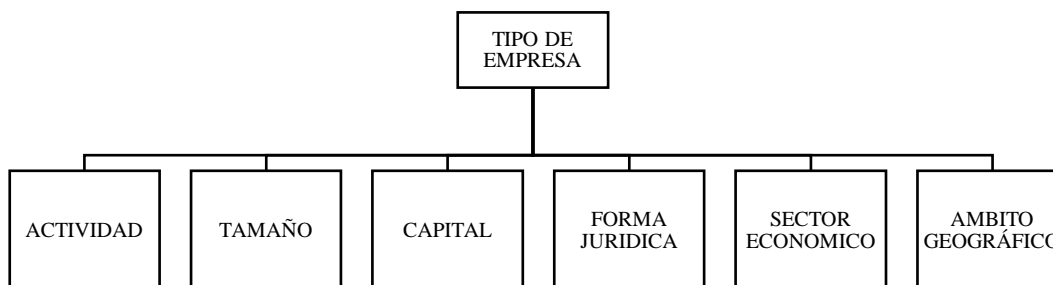 TIPO DE
EMPRESA
ACTIVIDAD
TAMAÑO
CAPITAL
FORMA
JURIDICA
SECTOR
ECONOMICO
AMBITO
GEOGRÁFICO